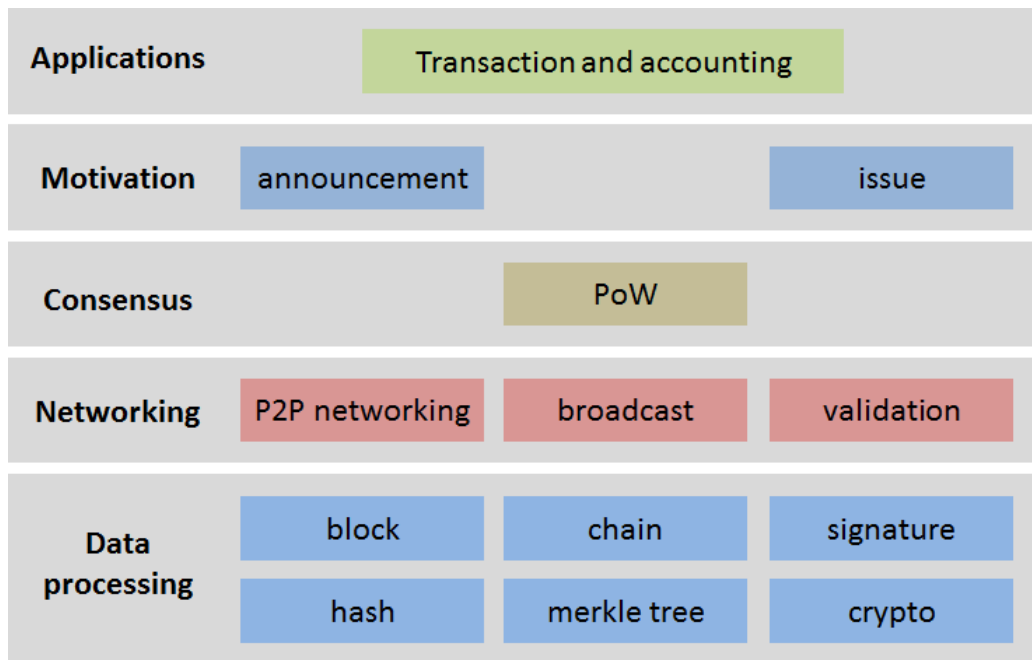 Applications
Transaction and accounting
Motivation
announcement
issue
Consensus
PoW
Networking
P2P networking
broadcast
validation
Data
processing
block
chain
signature
hash
merkle tree
crypto